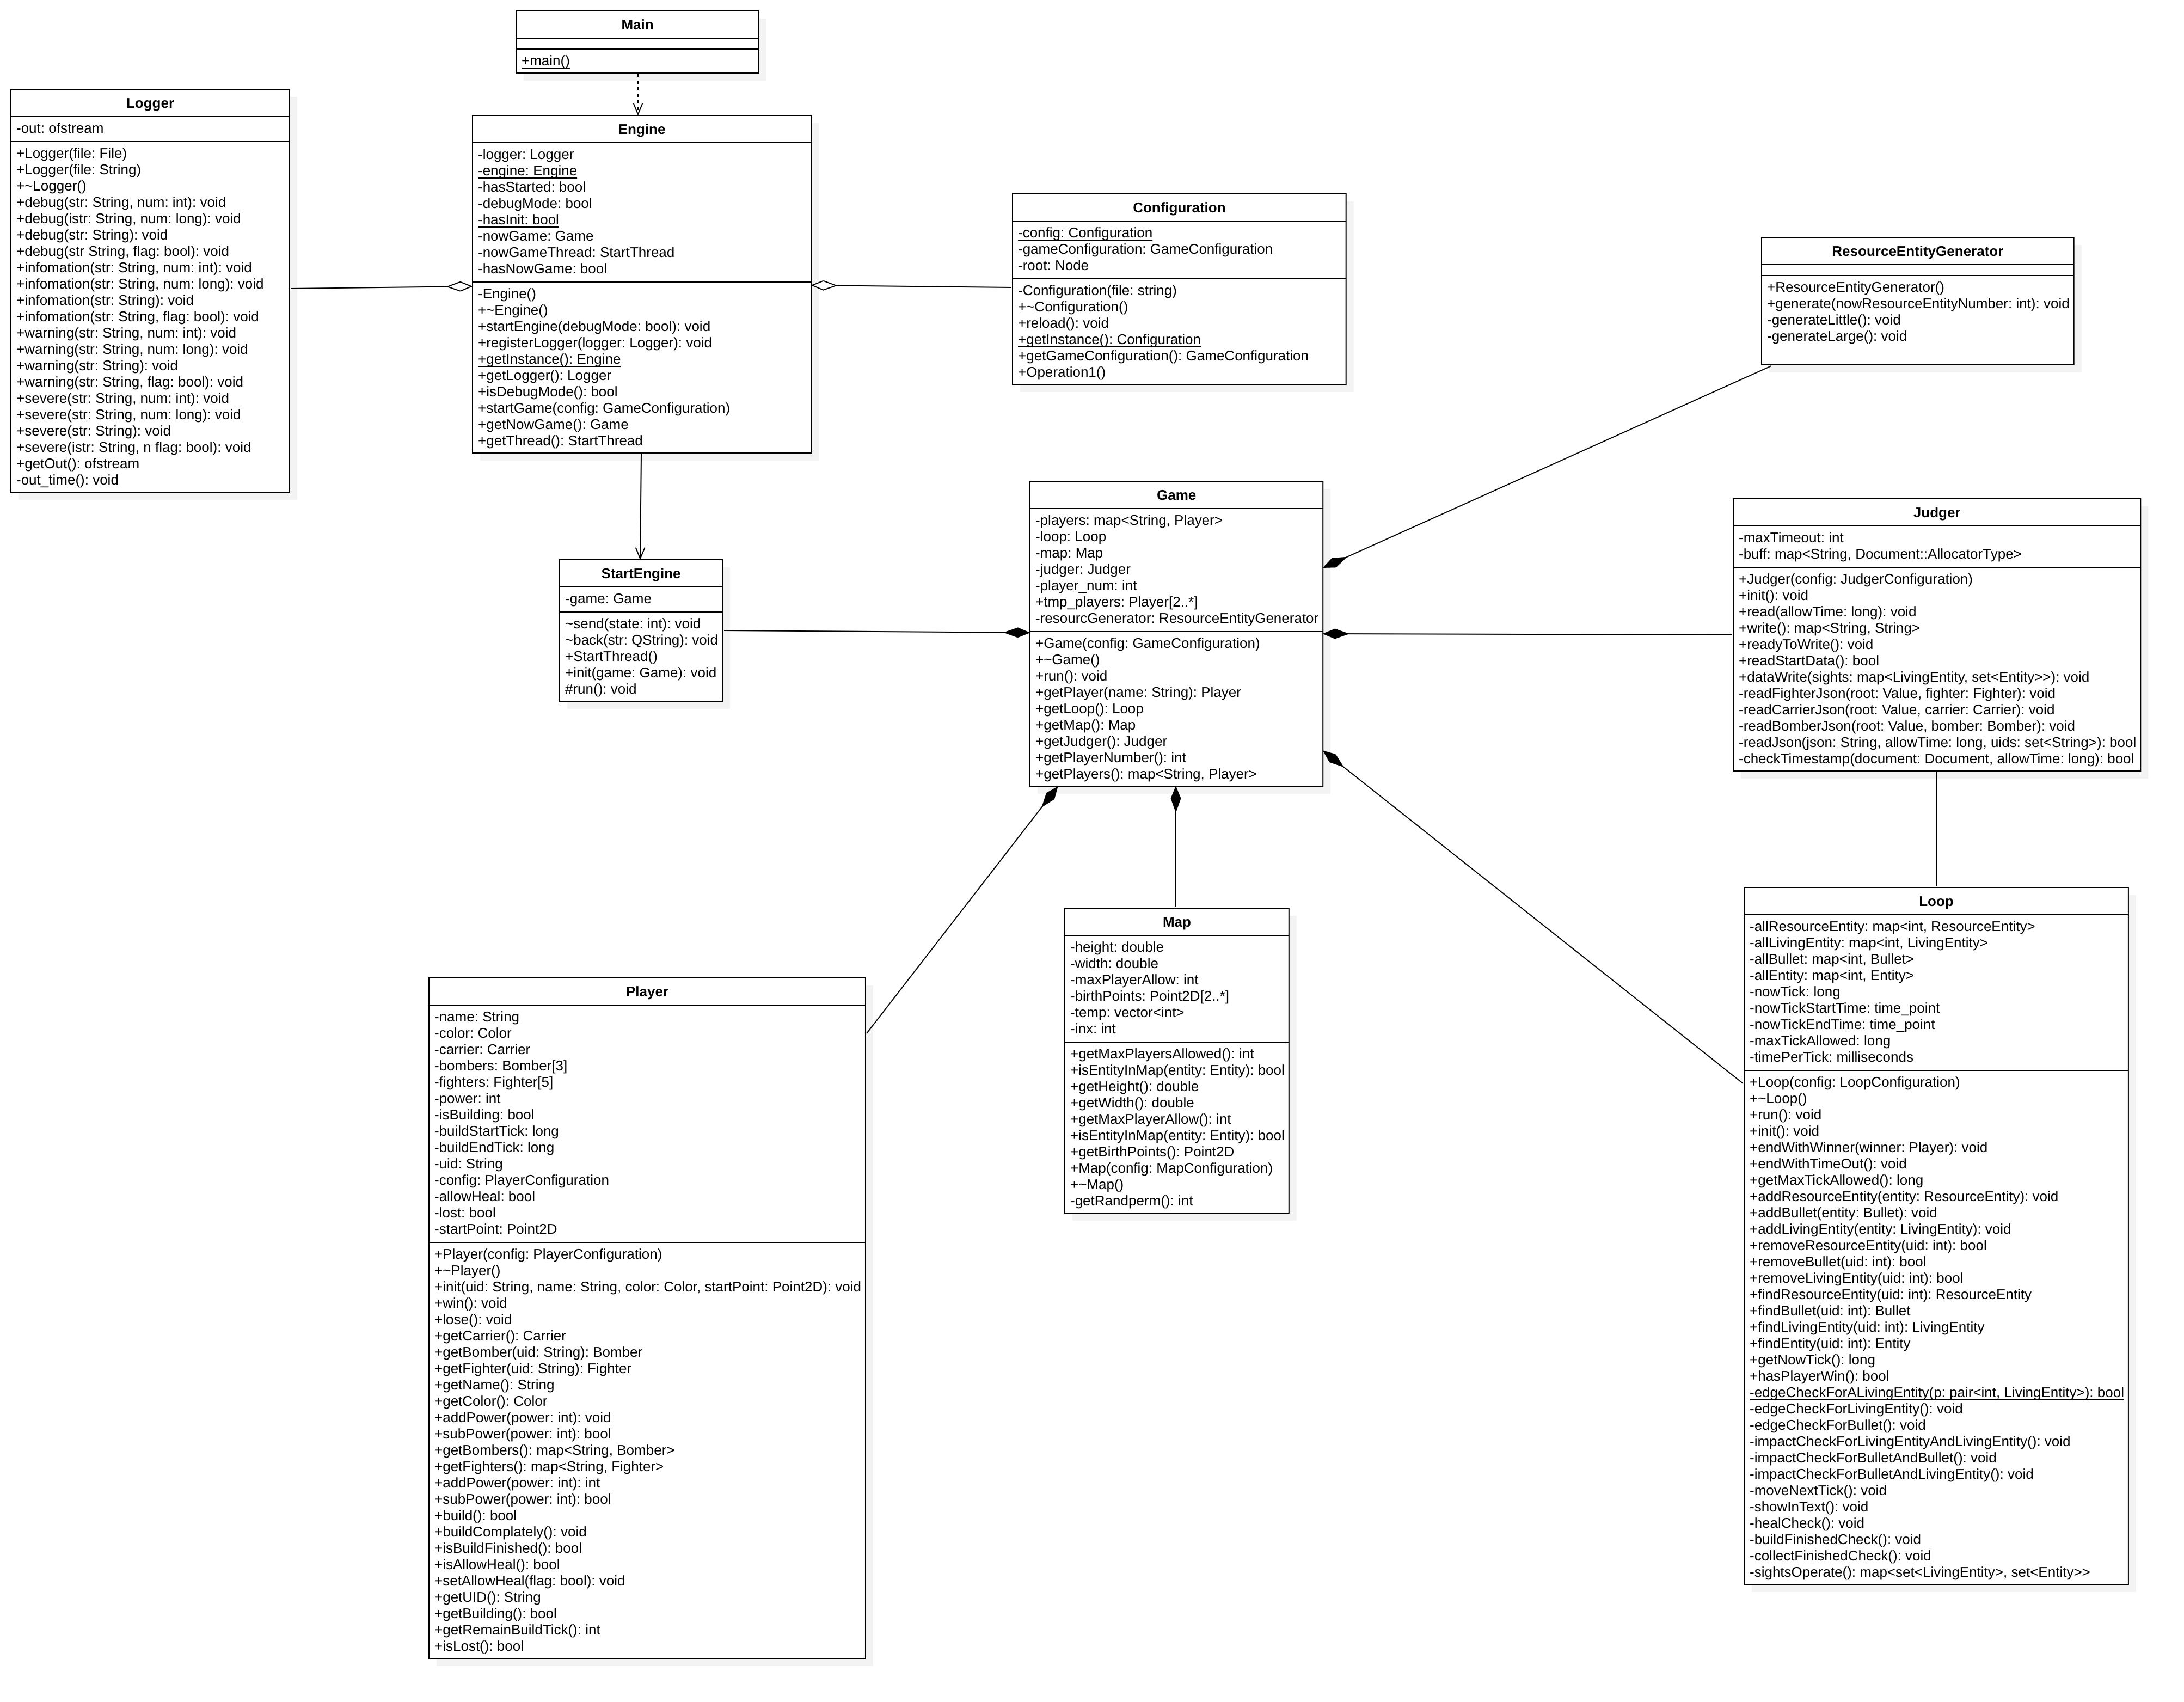 Main
+main()
Logger
-out: ofstream
+Logger(file: File)
+Logger(file: String)
+~Logger()
+debug(str: String, num: int): void
+debug(istr: String, num: long): void
+debug(str: String): void
+debug(str String, flag: bool): void
+infomation(str: String, num: int): void
+infomation(str: String, num: long): void
+infomation(str: String): void
+infomation(str: String, flag: bool): void
+warning(str: String, num: int): void
+warning(str: String, num: long): void
+warning(str: String): void
+warning(str: String, flag: bool): void
+severe(str: String, num: int): void
+severe(str: String, num: long): void
+severe(str: String): void
+severe(istr: String, n flag: bool): void
+getOut(): ofstream
-out_time(): void
Engine
-logger: Logger
-engine: Engine
-hasStarted: bool
-debugMode: bool
-hasInit: bool
-nowGame: Game
-nowGameThread: StartThread
-hasNowGame: bool
-Engine()
+~Engine()
+startEngine(debugMode: bool): void
+registerLogger(logger: Logger): void
+getInstance(): Engine
+getLogger(): Logger
+isDebugMode(): bool
+startGame(config: GameConfiguration)
+getNowGame(): Game
+getThread(): StartThread
Configuration
-config: Configuration
-gameConfiguration: GameConfiguration
-root: Node
-Configuration(file: string)
+~Configuration()
+reload(): void
+getInstance(): Configuration
+getGameConfiguration(): GameConfiguration
+Operation1()
ResourceEntityGenerator
+ResourceEntityGenerator()
+generate(nowResourceEntityNumber: int): void
-generateLittle(): void
-generateLarge(): void
StartEngine
-game: Game
~send(state: int): void
~back(str: QString): void
+StartThread()
+init(game: Game): void
#run(): void
Game
-players: map<String, Player>
-loop: Loop
-map: Map
-judger: Judger
-player_num: int
+tmp_players: Player[2..*]
-resourcGenerator: ResourceEntityGenerator
+Game(config: GameConfiguration)
+~Game()
+run(): void
+getPlayer(name: String): Player
+getLoop(): Loop
+getMap(): Map
+getJudger(): Judger
+getPlayerNumber(): int
+getPlayers(): map<String, Player>
Judger
-maxTimeout: int
-buff: map<String, Document::AllocatorType>
+Judger(config: JudgerConfiguration)
+init(): void
+read(allowTime: long): void
+write(): map<String, String>
+readyToWrite(): void
+readStartData(): bool
+dataWrite(sights: map<LivingEntity, set<Entity>>): void
-readFighterJson(root: Value, fighter: Fighter): void
-readCarrierJson(root: Value, carrier: Carrier): void
-readBomberJson(root: Value, bomber: Bomber): void
-readJson(json: String, allowTime: long, uids: set<String>): bool
-checkTimestamp(document: Document, allowTime: long): bool
Player
-name: String
-color: Color
-carrier: Carrier
-bombers: Bomber[3]
-fighters: Fighter[5]
-power: int
-isBuilding: bool
-buildStartTick: long
-buildEndTick: long
-uid: String
-config: PlayerConfiguration
-allowHeal: bool
-lost: bool
-startPoint: Point2D
+Player(config: PlayerConfiguration)
+~Player()
+init(uid: String, name: String, color: Color, startPoint: Point2D): void
+win(): void
+lose(): void
+getCarrier(): Carrier
+getBomber(uid: String): Bomber
+getFighter(uid: String): Fighter
+getName(): String
+getColor(): Color
+addPower(power: int): void
+subPower(power: int): bool
+getBombers(): map<String, Bomber>
+getFighters(): map<String, Fighter>
+addPower(power: int): int
+subPower(power: int): bool
+build(): bool
+buildComplately(): void
+isBuildFinished(): bool
+isAllowHeal(): bool
+setAllowHeal(flag: bool): void
+getUID(): String
+getBuilding(): bool
+getRemainBuildTick(): int
+isLost(): bool
Map
-height: double
-width: double
-maxPlayerAllow: int
-birthPoints: Point2D[2..*]
-temp: vector<int>
-inx: int
+getMaxPlayersAllowed(): int
+isEntityInMap(entity: Entity): bool
+getHeight(): double
+getWidth(): double
+getMaxPlayerAllow(): int
+isEntityInMap(entity: Entity): bool
+getBirthPoints(): Point2D
+Map(config: MapConfiguration)
+~Map()
-getRandperm(): int
Loop
-allResourceEntity: map<int, ResourceEntity>
-allLivingEntity: map<int, LivingEntity>
-allBullet: map<int, Bullet>
-allEntity: map<int, Entity>
-nowTick: long
-nowTickStartTime: time_point
-nowTickEndTime: time_point
-maxTickAllowed: long
-timePerTick: milliseconds
+Loop(config: LoopConfiguration)
+~Loop()
+run(): void
+init(): void
+endWithWinner(winner: Player): void
+endWithTimeOut(): void
+getMaxTickAllowed(): long
+addResourceEntity(entity: ResourceEntity): void
+addBullet(entity: Bullet): void
+addLivingEntity(entity: LivingEntity): void
+removeResourceEntity(uid: int): bool
+removeBullet(uid: int): bool
+removeLivingEntity(uid: int): bool
+findResourceEntity(uid: int): ResourceEntity
+findBullet(uid: int): Bullet
+findLivingEntity(uid: int): LivingEntity
+findEntity(uid: int): Entity
+getNowTick(): long
+hasPlayerWin(): bool
-edgeCheckForALivingEntity(p: pair<int, LivingEntity>): bool
-edgeCheckForLivingEntity(): void
-edgeCheckForBullet(): void
-impactCheckForLivingEntityAndLivingEntity(): void
-impactCheckForBulletAndBullet(): void
-impactCheckForBulletAndLivingEntity(): void
-moveNextTick(): void
-showInText(): void
-healCheck(): void
-buildFinishedCheck(): void
-collectFinishedCheck(): void
-sightsOperate(): map<set<LivingEntity>, set<Entity>>